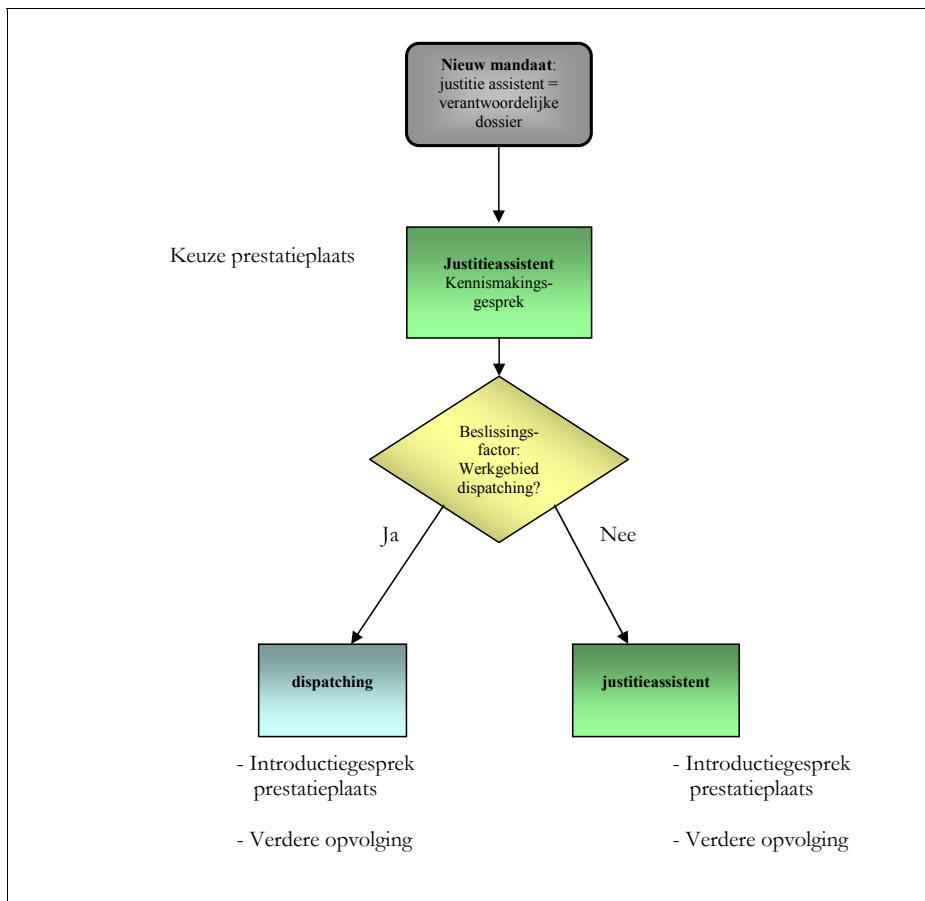 Nieuw mandaat:
justitie assistent =
verantwoordelijke
dossier
Keuze prestatieplaats
Justitieassistent
Kennismakings-
gesprek
Beslissings-
factor:
Werkgebied
dispatching?
Ja
Nee
dispatching
justitieassistent
- Introductiegesprek
prestatieplaats
- Verdere opvolging
- Introductiegesprek
prestatieplaats
- Verdere opvolging